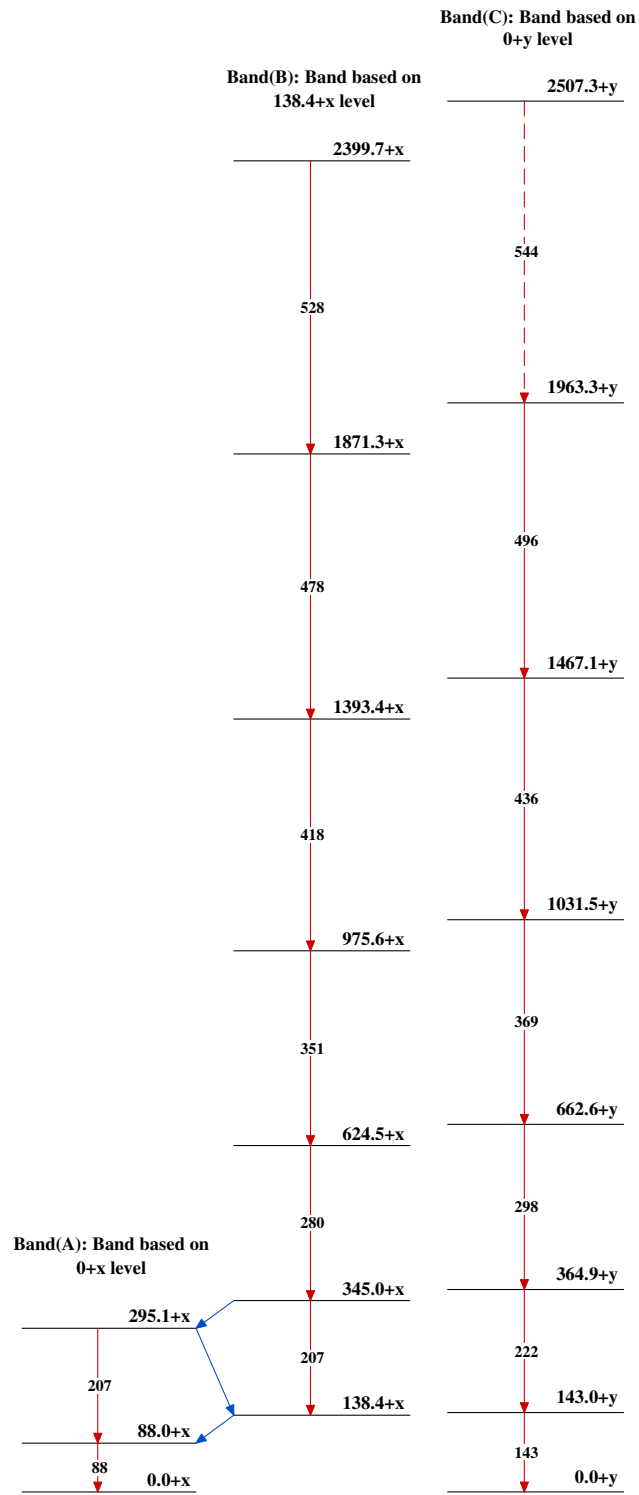 Band(C): Band based on
0+y level
2507.3+y
544
1963.3+y
496
1467.1+y
436
1031.5+y
369
662.6+y
298
364.9+y
222
143.0+y
143
0.0+y
Band(B): Band based on
138.4+x level
2399.7+x
528
1871.3+x
478
1393.4+x
418
975.6+x
351
624.5+x
280
345.0+x
207
138.4+x
Band(A): Band based on
0+x level
295.1+x
207
88.0+x
88
0.0+x